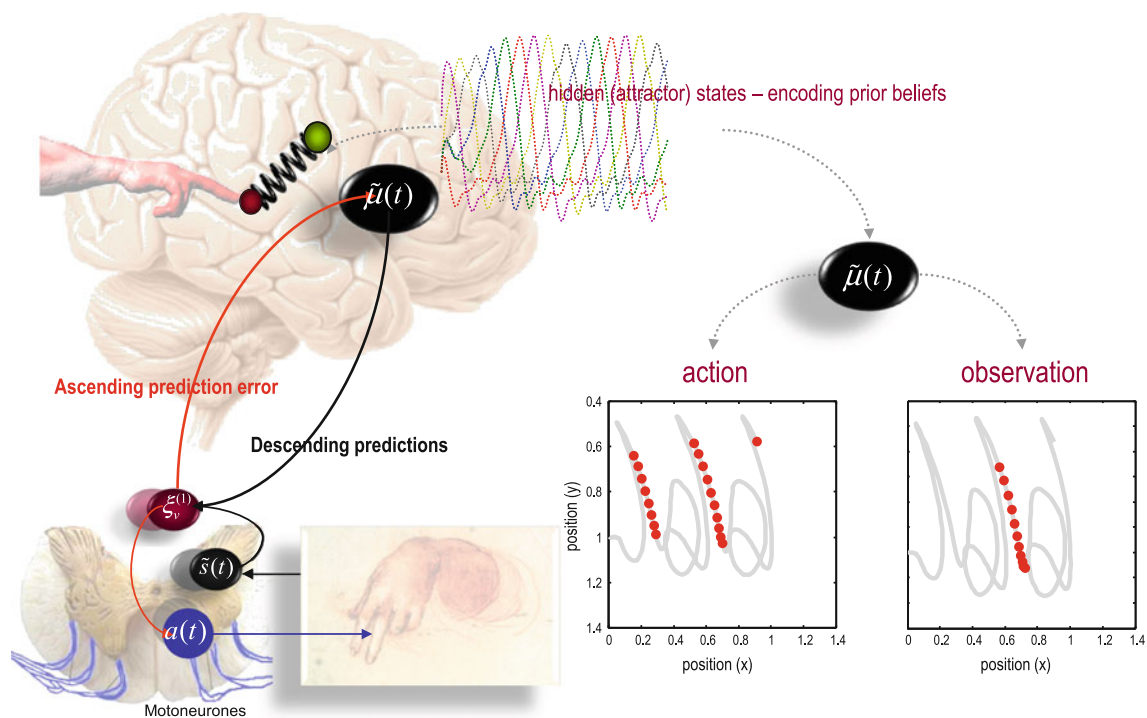 hidden (attractor) states – encoding prior beliefs
μ̃(t)
μ̃(t)
Ascending prediction error
Descending predictions
ξ̃ᵥ⁽¹⁾
s̃(t)
a(t)
Motoneurones
action
0.4
0.6
0.8
1
1.2
1.4
position (y)
0 0.2 0.4 0.6 0.8 1 1.2 1.4
position (x)
observation
0 0.2 0.4 0.6 0.8 1 1.2 1.4
position (x)